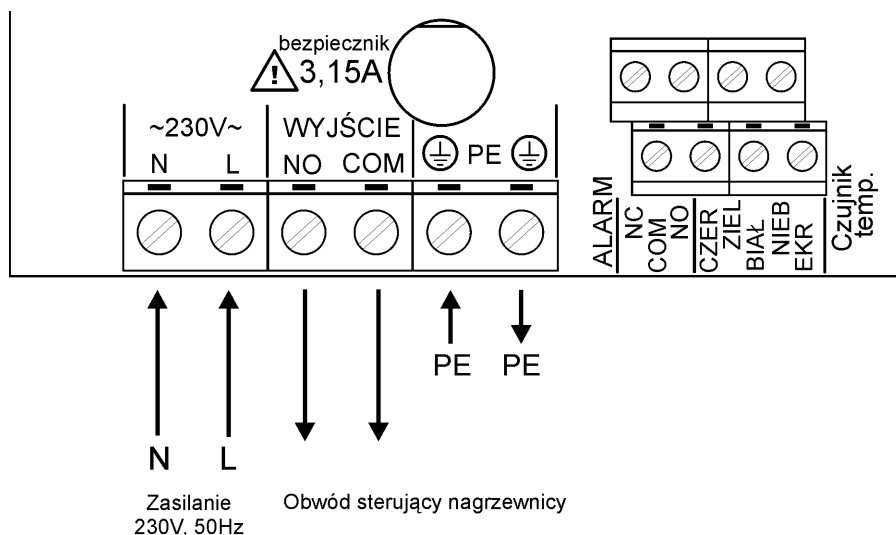 bezpiecznik
! 3,15A
~230V~
WYJŚCIE
N
L
NO
COM
PE
ALARM
NC
COM
NO
CZER
ZIEL
BIAŁ
NIEB
EKR
Czujnik
temp.
PE
PE
N
L
Zasilanie
230V, 50Hz
Obwód sterujący nagrzewnicy